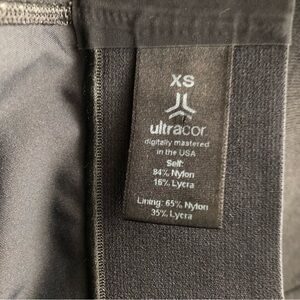 XS
ultracor
digitally mastered
in the USA
Self:
84% Nylon
16% Lycra
Lining: 65% Nylon
35% Lycra